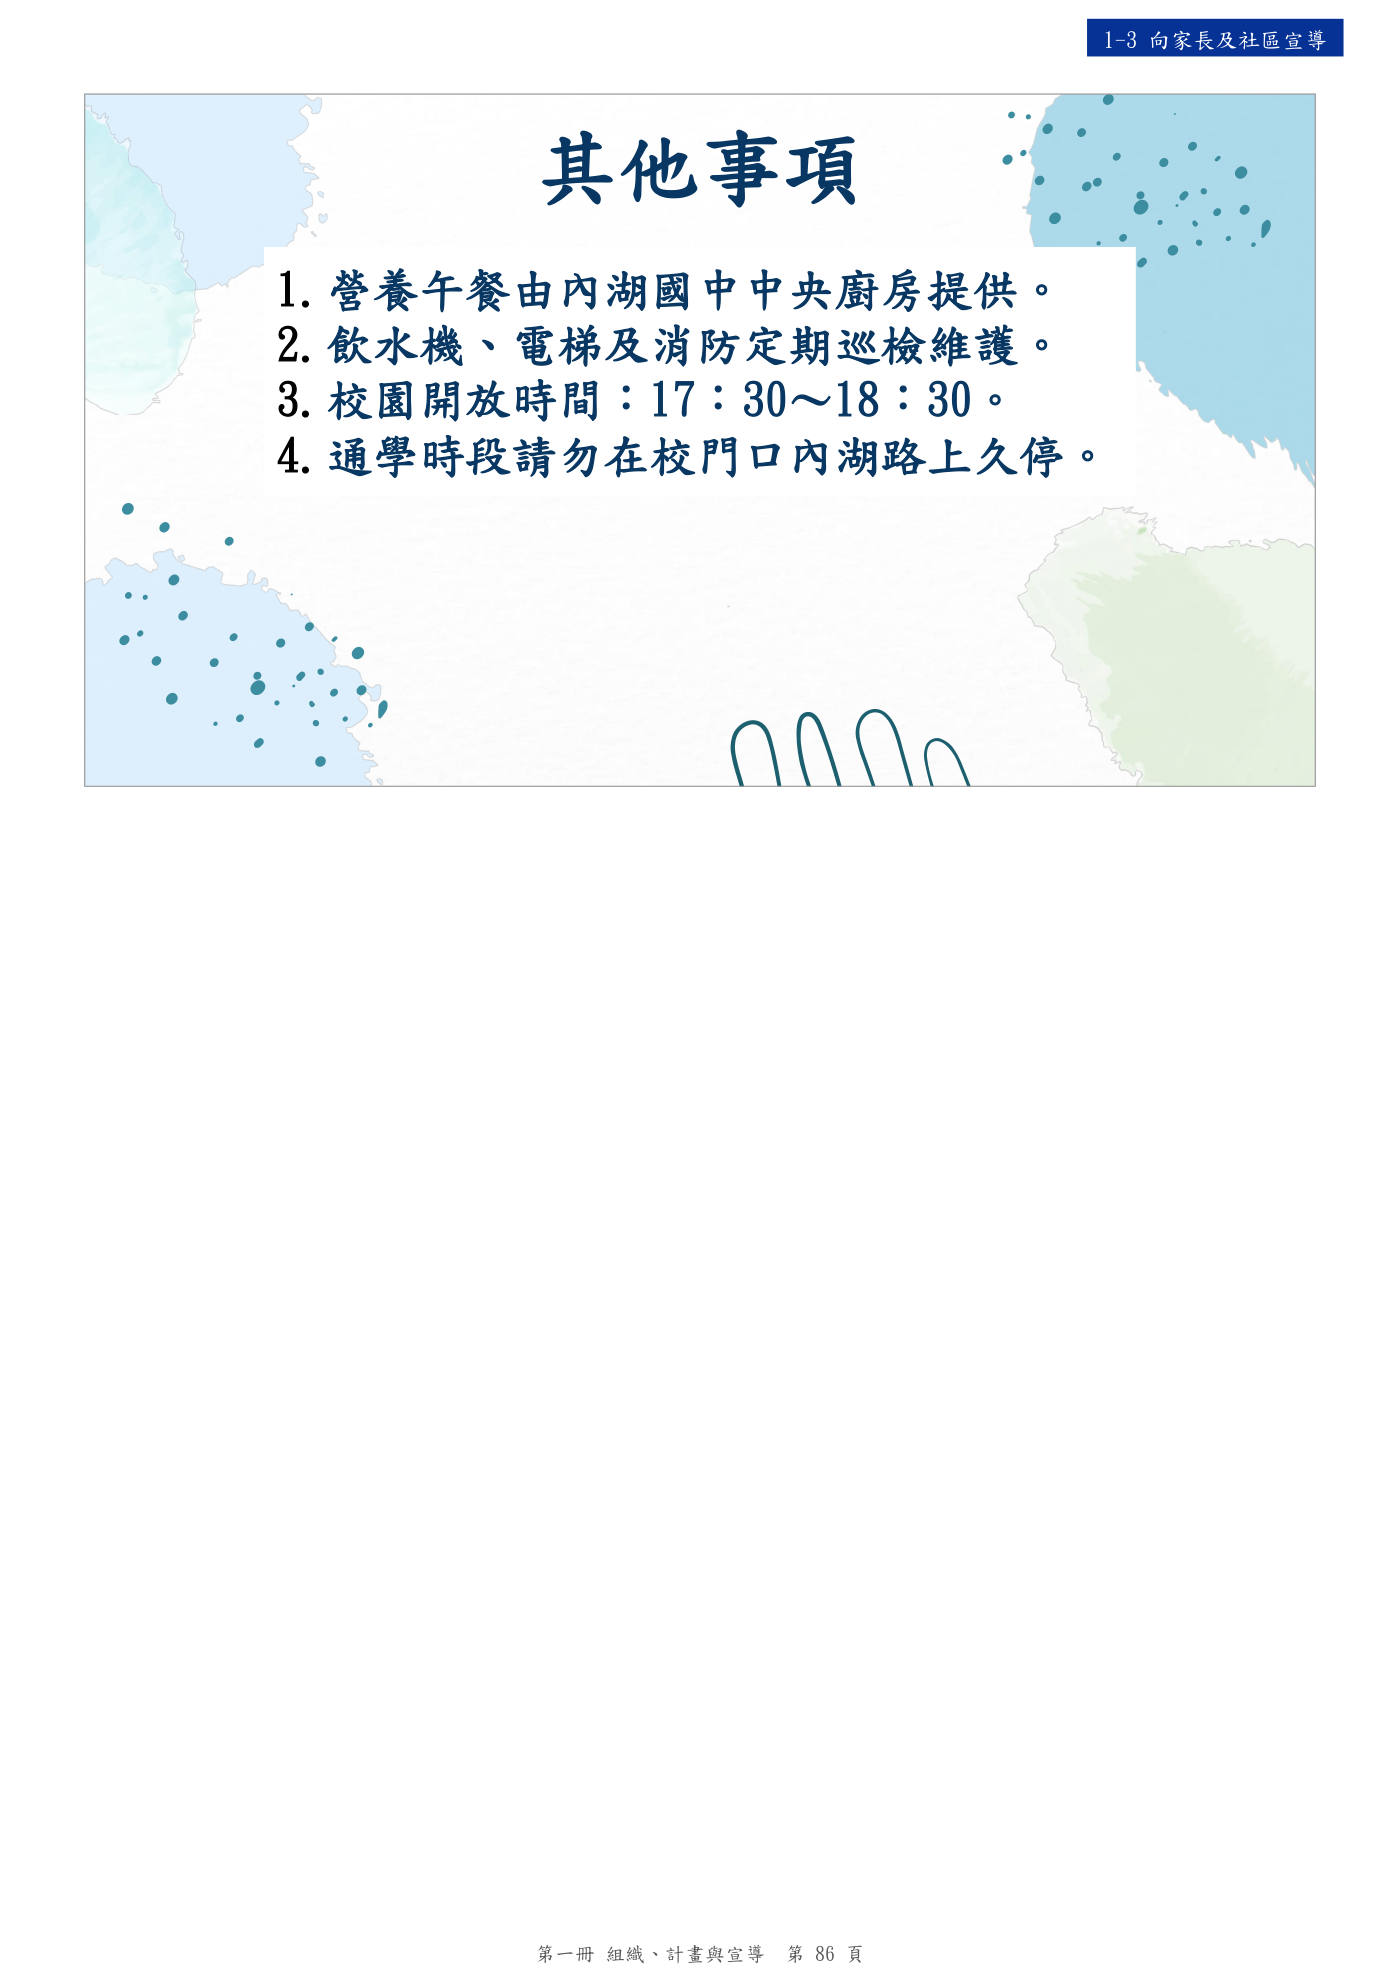 1-3 向家長及社區宣導
其他事項
1. 營養午餐由內湖國中中央廚房提供。
2. 飲水機、電梯及消防定期巡檢維護。
3. 校園開放時間：17：30～18：30。
4. 通學時段請勿在校門口內湖路上久停。
第一冊 組織、計畫與宣導 第 86 頁